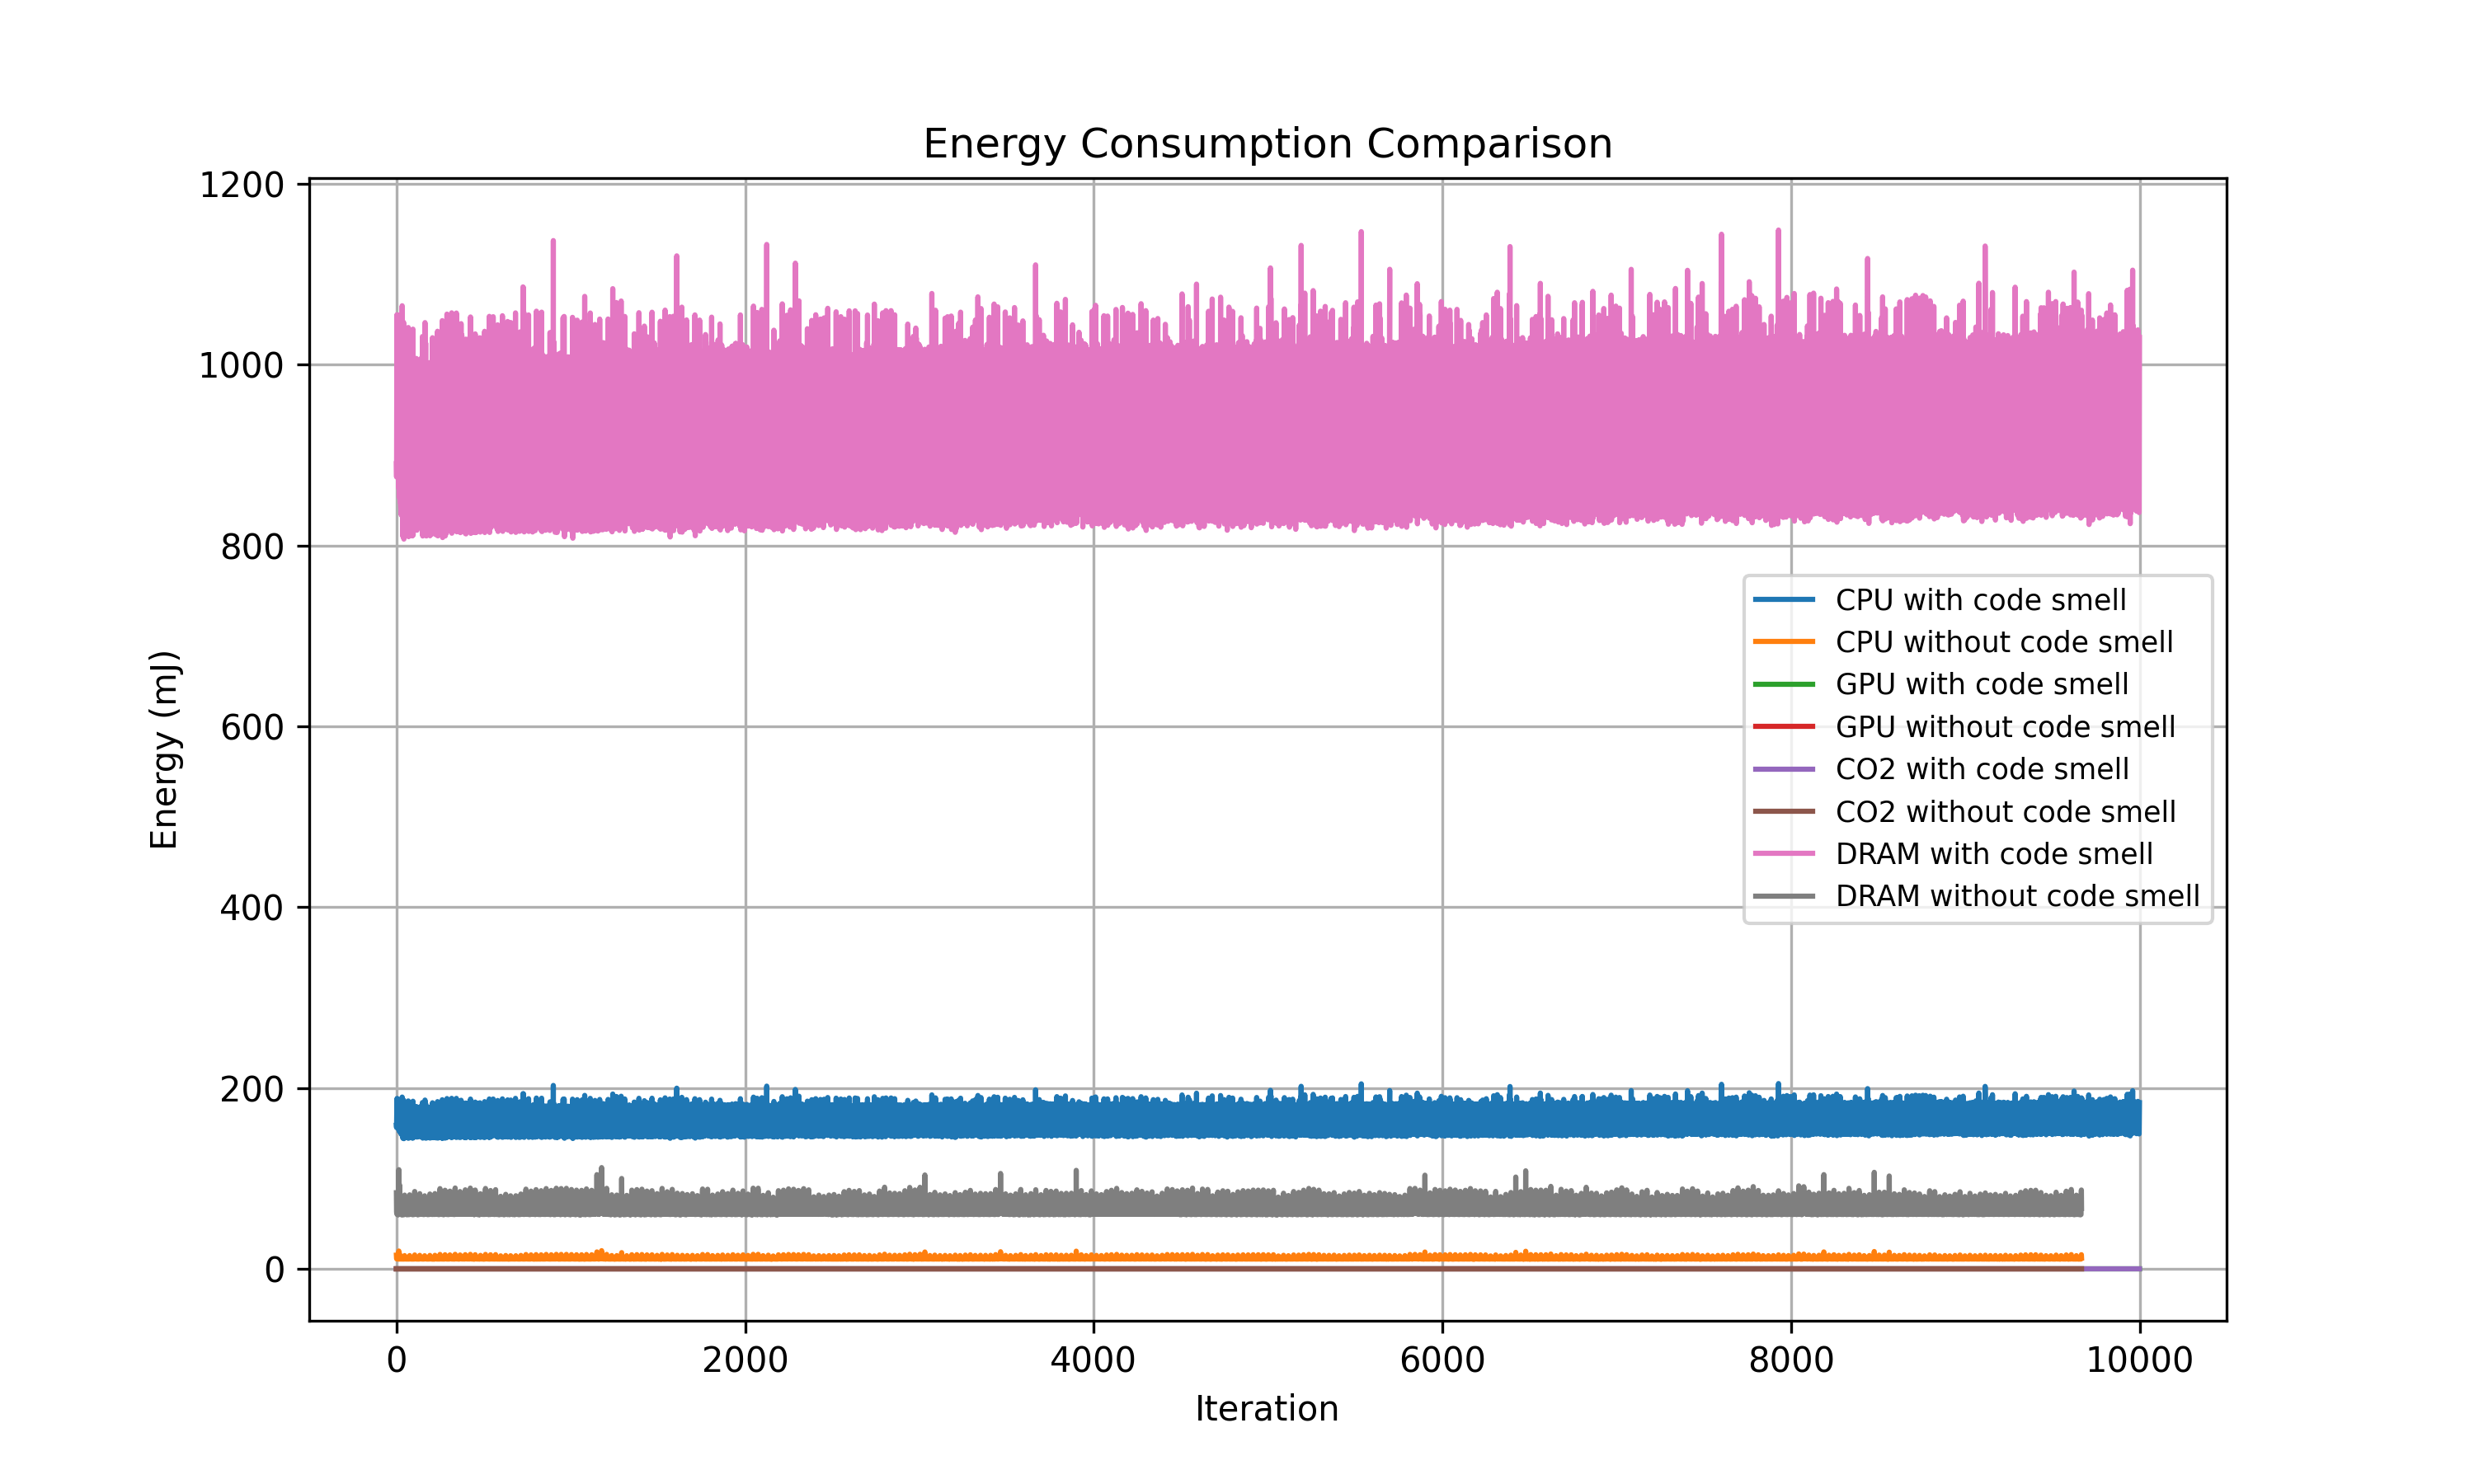 Energy Consumption Comparison
1200
1000
800
600
400
200
0
Energy (mJ)
CPU with code smell
CPU without code smell
GPU with code smell
GPU without code smell
CO2 with code smell
CO2 without code smell
DRAM with code smell
DRAM without code smell
0 2000 4000 6000 8000 10000
Iteration